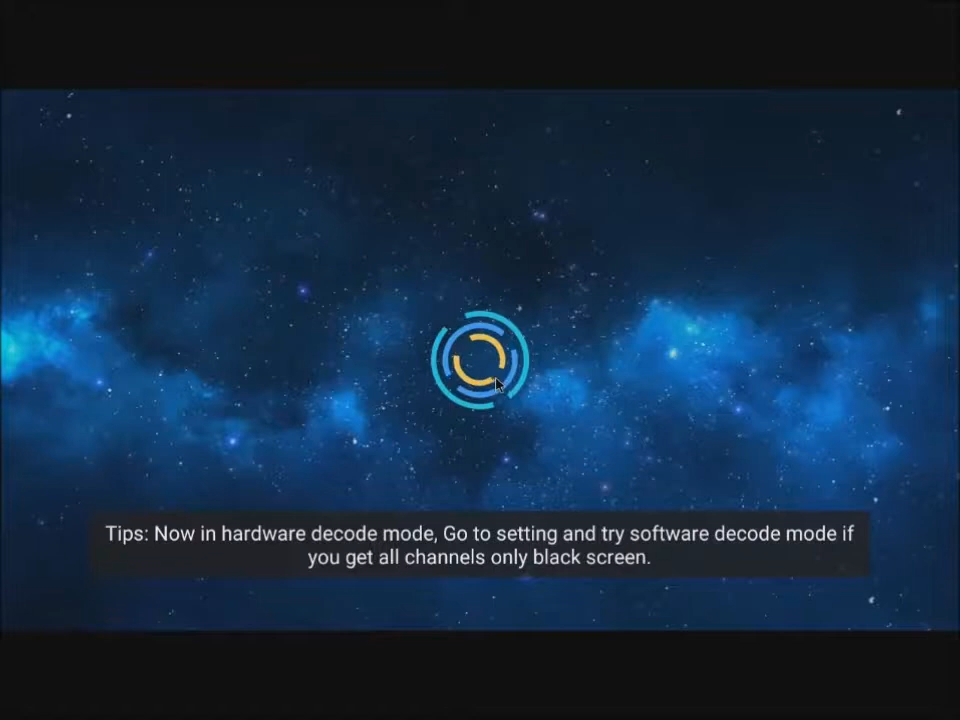 Tips: Now in hardware decode mode, Go to setting and try software decode mode if
you get all channels only black screen.